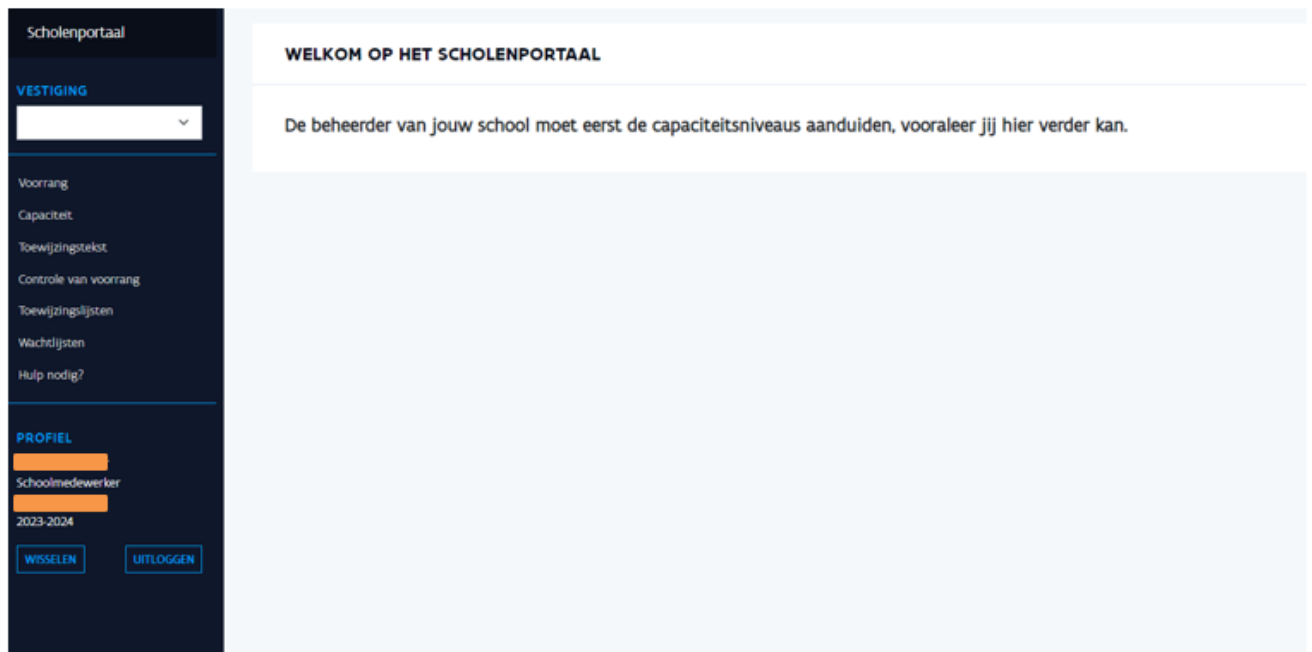 Scholenportaal
VESTIGING
Voorrang
Capaciteit
Toewijzingstekst
Controle van voorrang
Toewijzingslijsten
Wachtlijsten
Hulp nodig?
PROFIEL
Schoolmedewerker
2023-2024
WISSELEN
UITLOGGEN
WELKOM OP HET SCHOLENPORTAAL
De beheerder van jouw school moet eerst de capaciteitsniveaus aanduiden, vooraleer jij hier verder kan.